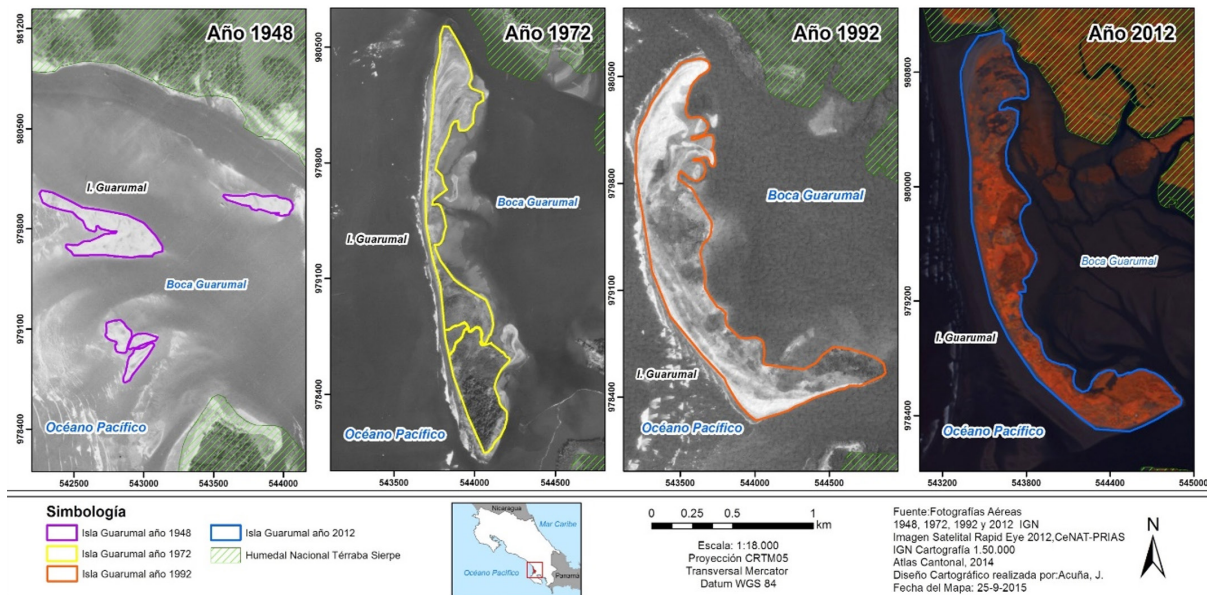 Año 1948
981200
980500
979800
979100
978400
I. Guarumal
Boca Guarumal
Océano Pacífico
542500
543000
543500
544000
Año 1972
980500
979800
979100
978400
Boca Guarumal
I. Guarumal
Océano Pacífico
543500
544000
544500
Año 1992
980500
979800
979100
978400
Boca Guarumal
I. Guarumal
Océano Pacífico
543500
544000
544500
Año 2012
980800
980000
979200
978400
Boca Guarumal
I. Guarumal
Océano Pacífico
543200
543800
544400
545000
Simbología
Isla Guarumal año 1948
Isla Guarumal año 1972
Isla Guarumal año 1992
Isla Guarumal año 2012
Humedal Nacional Térraba Sierpe
Nicaragua
Mar Caribe
Océano Pacífico
Panamá
0 0.25 0.5 1
km
Escala: 1:18.000
Proyección CRTM05
Transversal Mercator
Datum WGS 84
Fuente:Fotografías Aéreas
1948, 1972, 1992 y 2012 IGN
Imagen Satelital Rapid Eye 2012,CeNAT-PRIAS
IGN Cartografía 1.50.000
Atlas Cantonal, 2014
Diseño Cartográfico realizada por:Acuña, J.
Fecha del Mapa: 25-9-2015
N